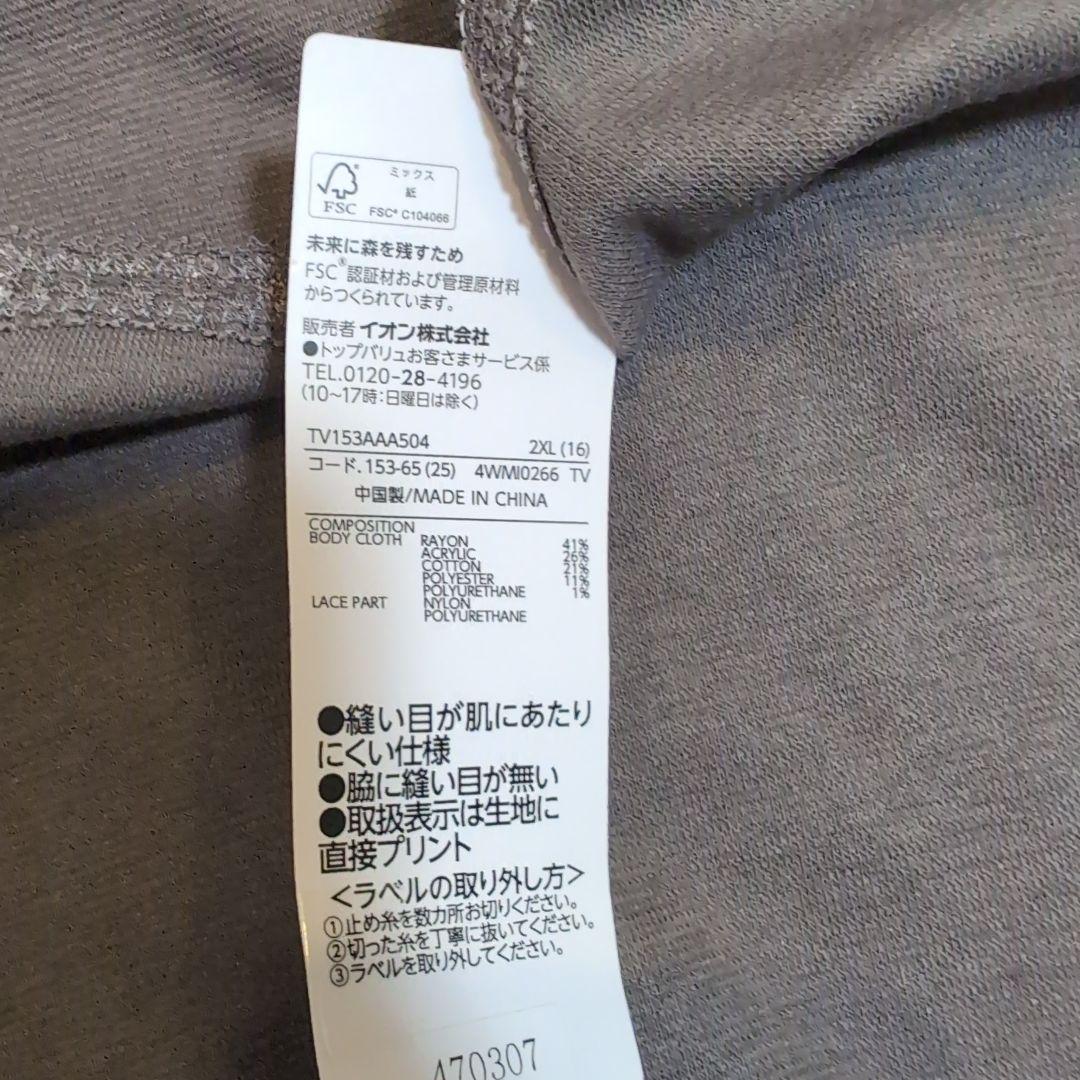 ミックス
紙
FSC® C104066
FSC
未来に森を残すため
FSC®認証材および管理原材料
からつくられています。
販売者 イオン株式会社
●トップバリュお客さまサービス係
TEL.0120-28-4196
(10~17時:日曜日は除く)
TV153AAA504 2XL (16)
コード. 153-65 (25) 4WMI0266 TV
中国製/MADE IN CHINA
COMPOSITION
BODY CLOTH RAYON 41%
ACRYLIC 26%
COTTON 21%
POLYESTER 11%
POLYURETHANE 1%
LACE PART NYLON
POLYURETHANE
●縫い目が肌にあたり
にくい仕様
●脇に縫い目が無い
●取扱表示は生地に
直接プリント
<ラベルの取り外し方>
①止め糸を数カ所お切りください。
②切った糸を丁寧に抜いてください。
③ラベルを取り外してください。
470307